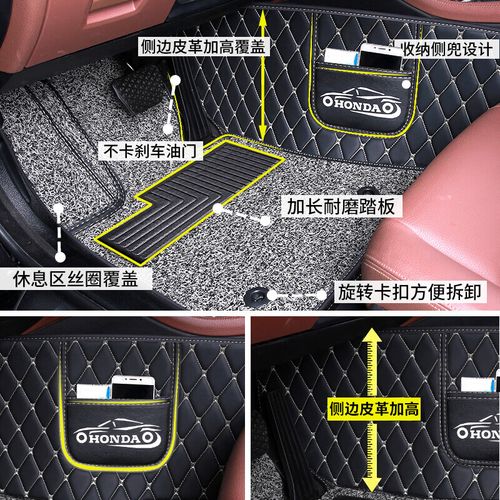 侧边皮革加高覆盖
收纳侧兜设计
HONDA
不卡刹车油门
加长耐磨踏板
休息区丝圈覆盖
旋转卡扣方便拆卸
HONDA
侧边皮革加高
HONDA